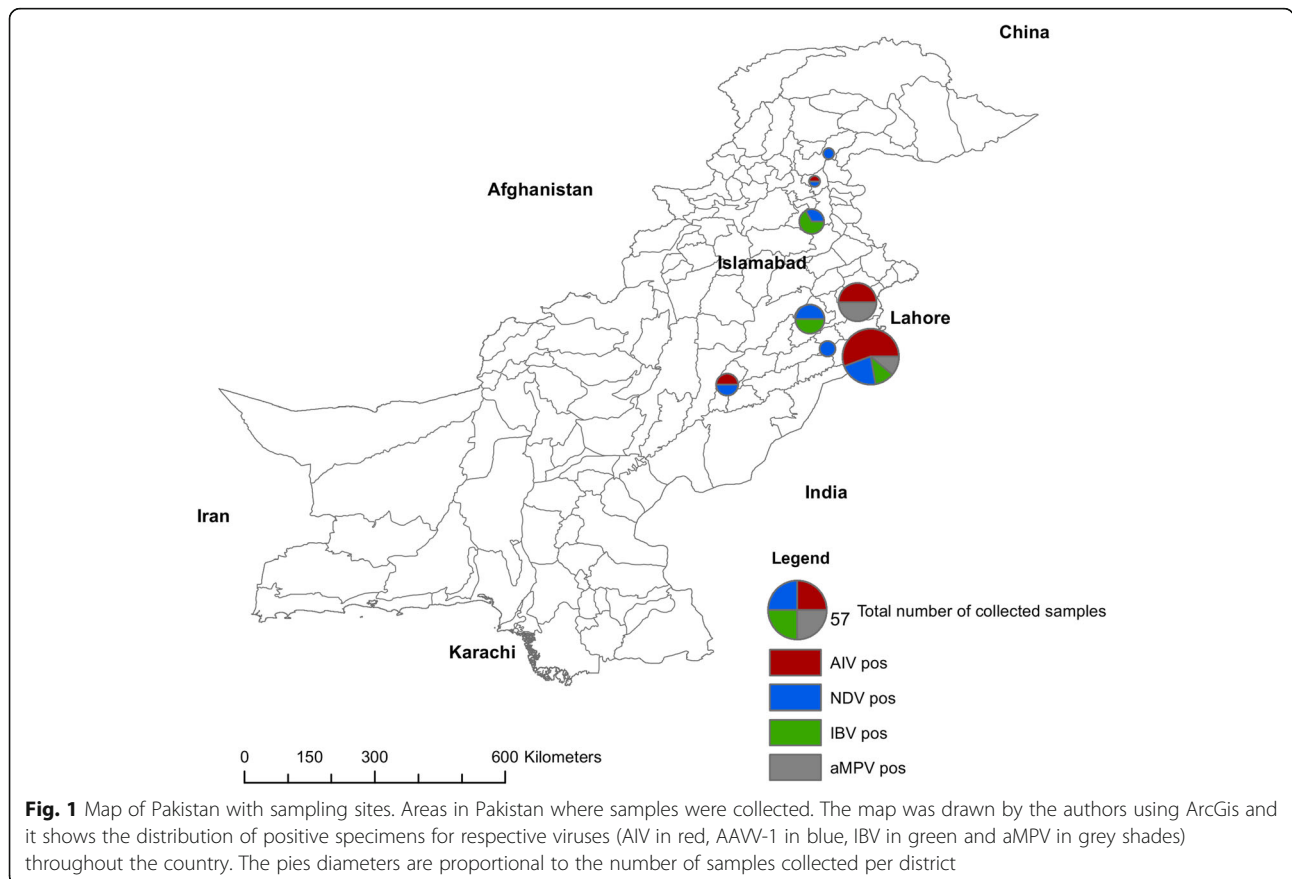 China
Afghanistan
Islamabad
Lahore
India
Iran
Karachi
Legend
57 Total number of collected samples
AIV pos
NDV pos
IBV pos
aMPV pos
0 150 300 600 Kilometers
Fig. 1 Map of Pakistan with sampling sites. Areas in Pakistan where samples were collected. The map was drawn by the authors using ArcGis and
it shows the distribution of positive specimens for respective viruses (AIV in red, AAVV-1 in blue, IBV in green and aMPV in grey shades)
throughout the country. The pies diameters are proportional to the number of samples collected per district